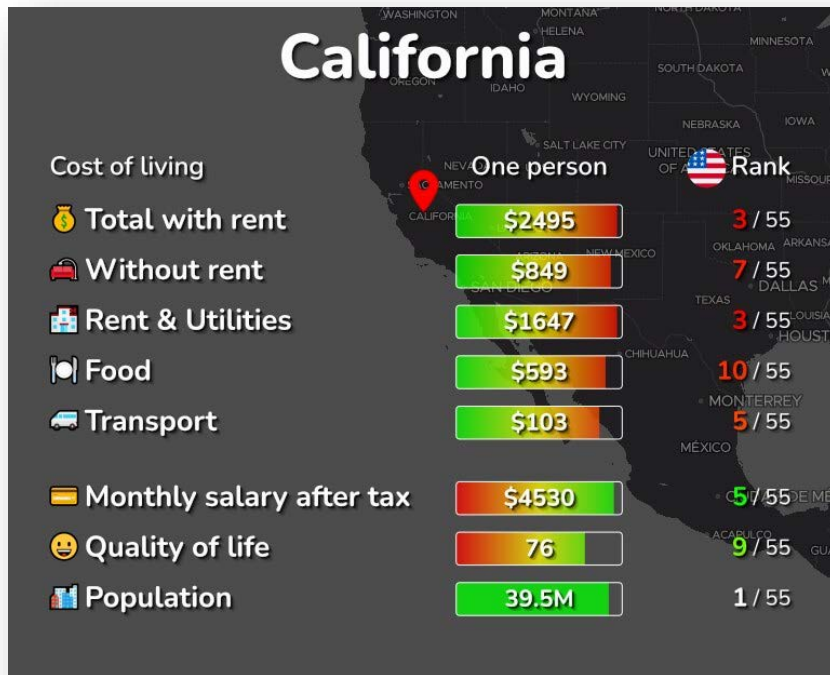 WASHINGTON
MONTANA
NORTH DAKOTA
HELENA
MINNESOTA
California
OREGON
IDAHO
SOUTH DAKOTA
WYOMING
NEBRASKA
IOWA
SALT LAKE CITY
Cost of living
One person
UNITED STATES
Rank
SACRAMENTO
CALIFORNIA
💰 Total with rent $2495 3 / 55
NEW MEXICO
OKLAHOMA
Without rent $849 7 / 55
SAN DIEGO
DALLAS
TEXAS
Rent & Utilities $1647 3 / 55
CHIHUAHUA
Food $593 10 / 55
MONTERREY
Transport $103 5 / 55
MÉXICO
Monthly salary after tax $4530 5 / 55
ACAPULCO
Quality of life 76 9 / 55
Population 39.5M 1 / 55